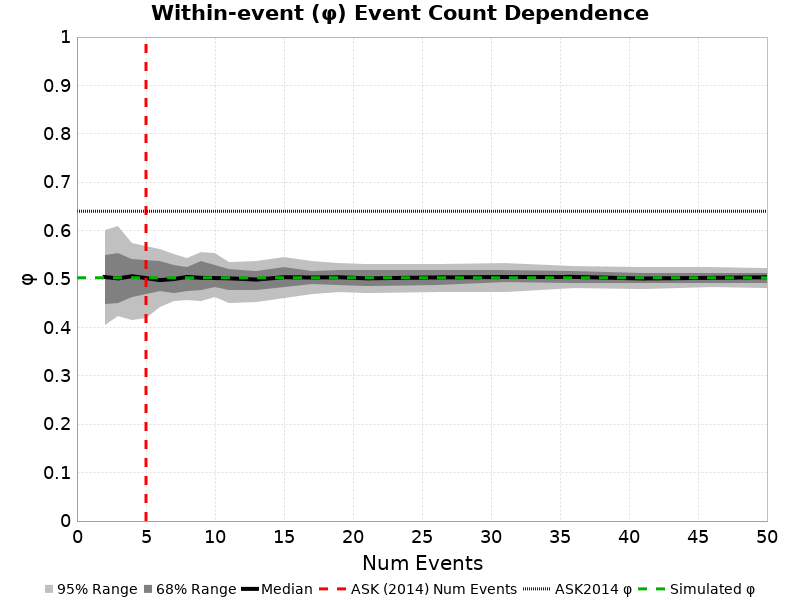 Within-event (φ) Event Count Dependence
1
0.9
0.8
0.7
0.6
0.5
0.4
0.3
0.2
0.1
0
φ
0 5 10 15 20 25 30 35 40 45 50
Num Events
95% Range 68% Range Median ASK (2014) Num Events ASK2014 φ Simulated φ